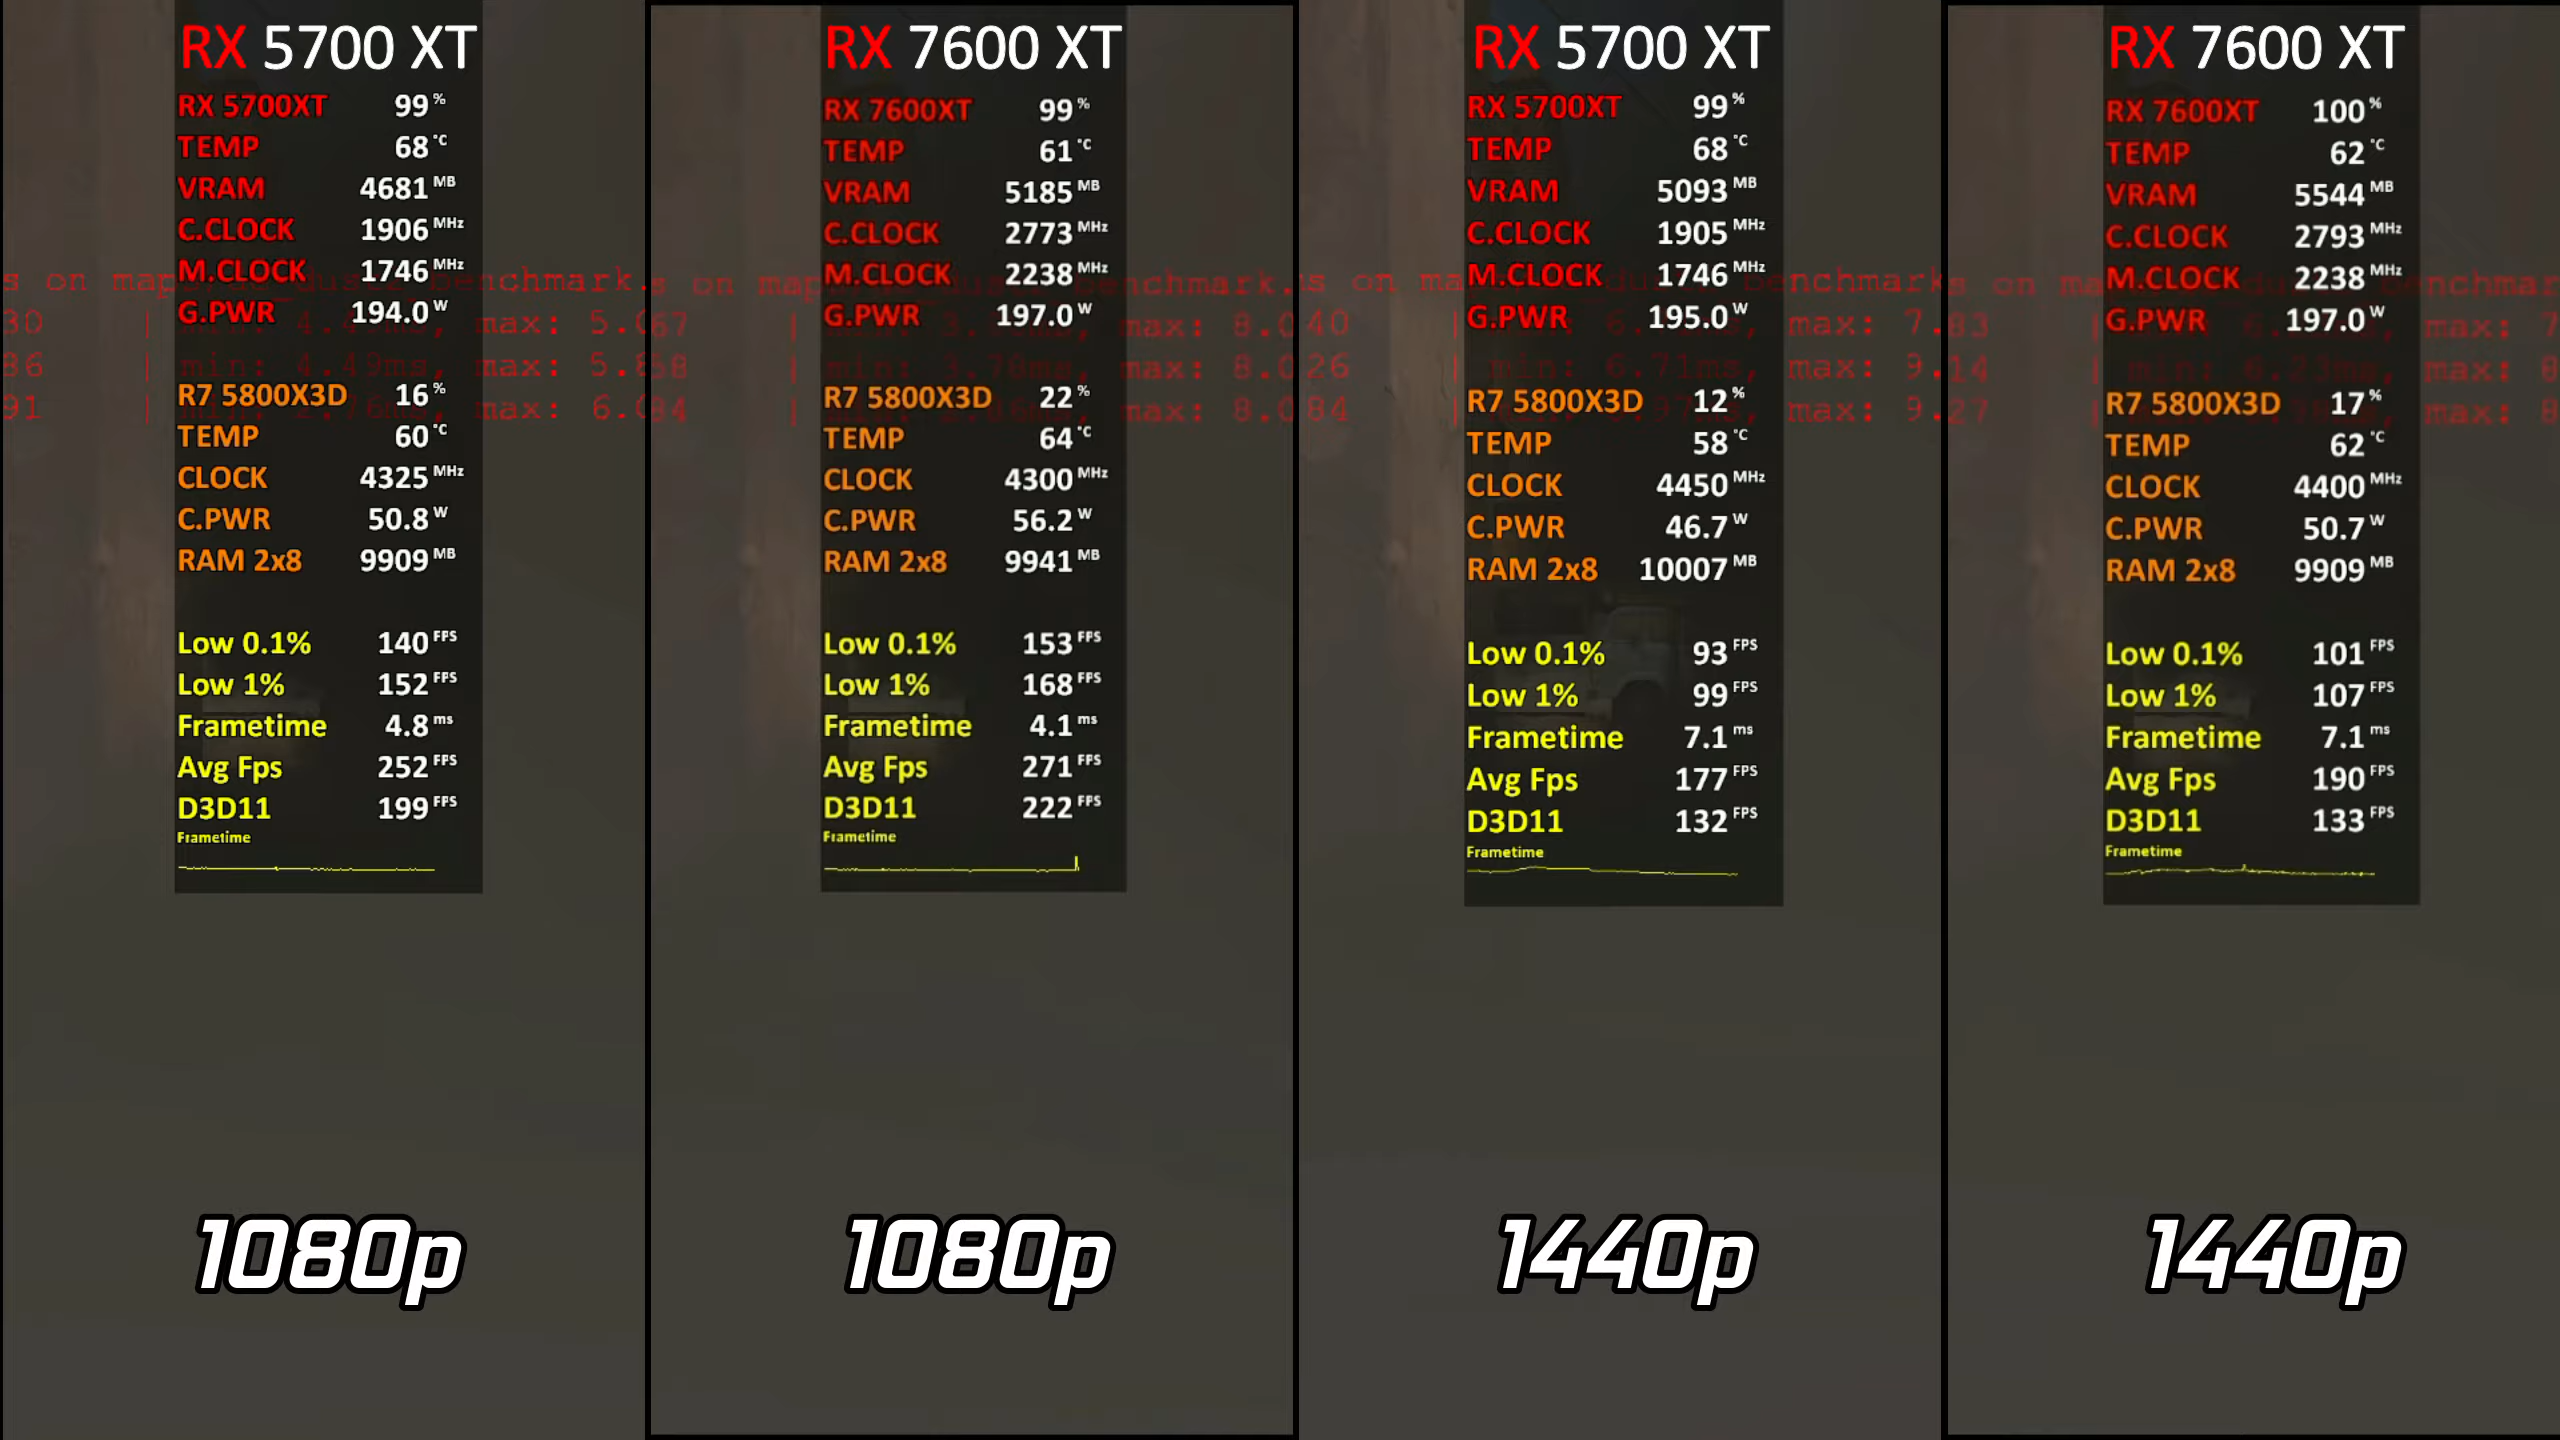 RX 5700 XT
RX 5700XT 99 %
TEMP 68 °C
VRAM 4681 MB
C.CLOCK 1906 MHz
M.CLOCK 1746 MHz
G.PWR 194.0 W
R7 5800X3D 16 %
TEMP 60 °C
CLOCK 4325 MHz
C.PWR 50.8 W
RAM 2x8 9909 MB
Low 0.1% 140 FPS
Low 1% 152 FPS
Frametime 4.8 ms
Avg Fps 252 FPS
D3D11 199 FPS
Frametime
1080p
RX 7600 XT
RX 7600XT 99 %
TEMP 61 °C
VRAM 5185 MB
C.CLOCK 2773 MHz
M.CLOCK 2238 MHz
G.PWR 197.0 W
R7 5800X3D 22 %
TEMP 64 °C
CLOCK 4300 MHz
C.PWR 56.2 W
RAM 2x8 9941 MB
Low 0.1% 153 FPS
Low 1% 168 FPS
Frametime 4.1 ms
Avg Fps 271 FPS
D3D11 222 FPS
Frametime
1080p
RX 5700 XT
RX 5700XT 99 %
TEMP 68 °C
VRAM 5093 MB
C.CLOCK 1905 MHz
M.CLOCK 1746 MHz
G.PWR 195.0 W
R7 5800X3D 12 %
TEMP 58 °C
CLOCK 4450 MHz
C.PWR 46.7 W
RAM 2x8 10007 MB
Low 0.1% 93 FPS
Low 1% 99 FPS
Frametime 7.1 ms
Avg Fps 177 FPS
D3D11 132 FPS
Frametime
1440p
RX 7600 XT
RX 7600XT 100 %
TEMP 62 °C
VRAM 5544 MB
C.CLOCK 2793 MHz
M.CLOCK 2238 MHz
G.PWR 197.0 W
R7 5800X3D 17 %
TEMP 62 °C
CLOCK 4400 MHz
C.PWR 50.7 W
RAM 2x8 9909 MB
Low 0.1% 101 FPS
Low 1% 107 FPS
Frametime 7.1 ms
Avg Fps 190 FPS
D3D11 133 FPS
Frametime
1440p